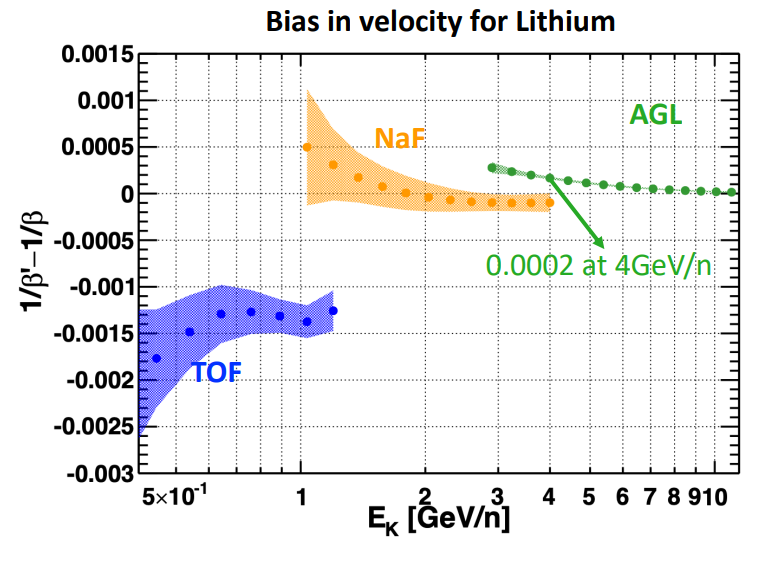 Bias in velocity for Lithium
0.0015
0.001
0.0005
0
-0.0005
-0.001
-0.0015
-0.002
-0.0025
-0.003
1/β'−1/β
NaF
AGL
0.0002 at 4GeV/n
TOF
5×10⁻¹ 1 2 3 4 5 6 7 8 910
E_K [GeV/n]